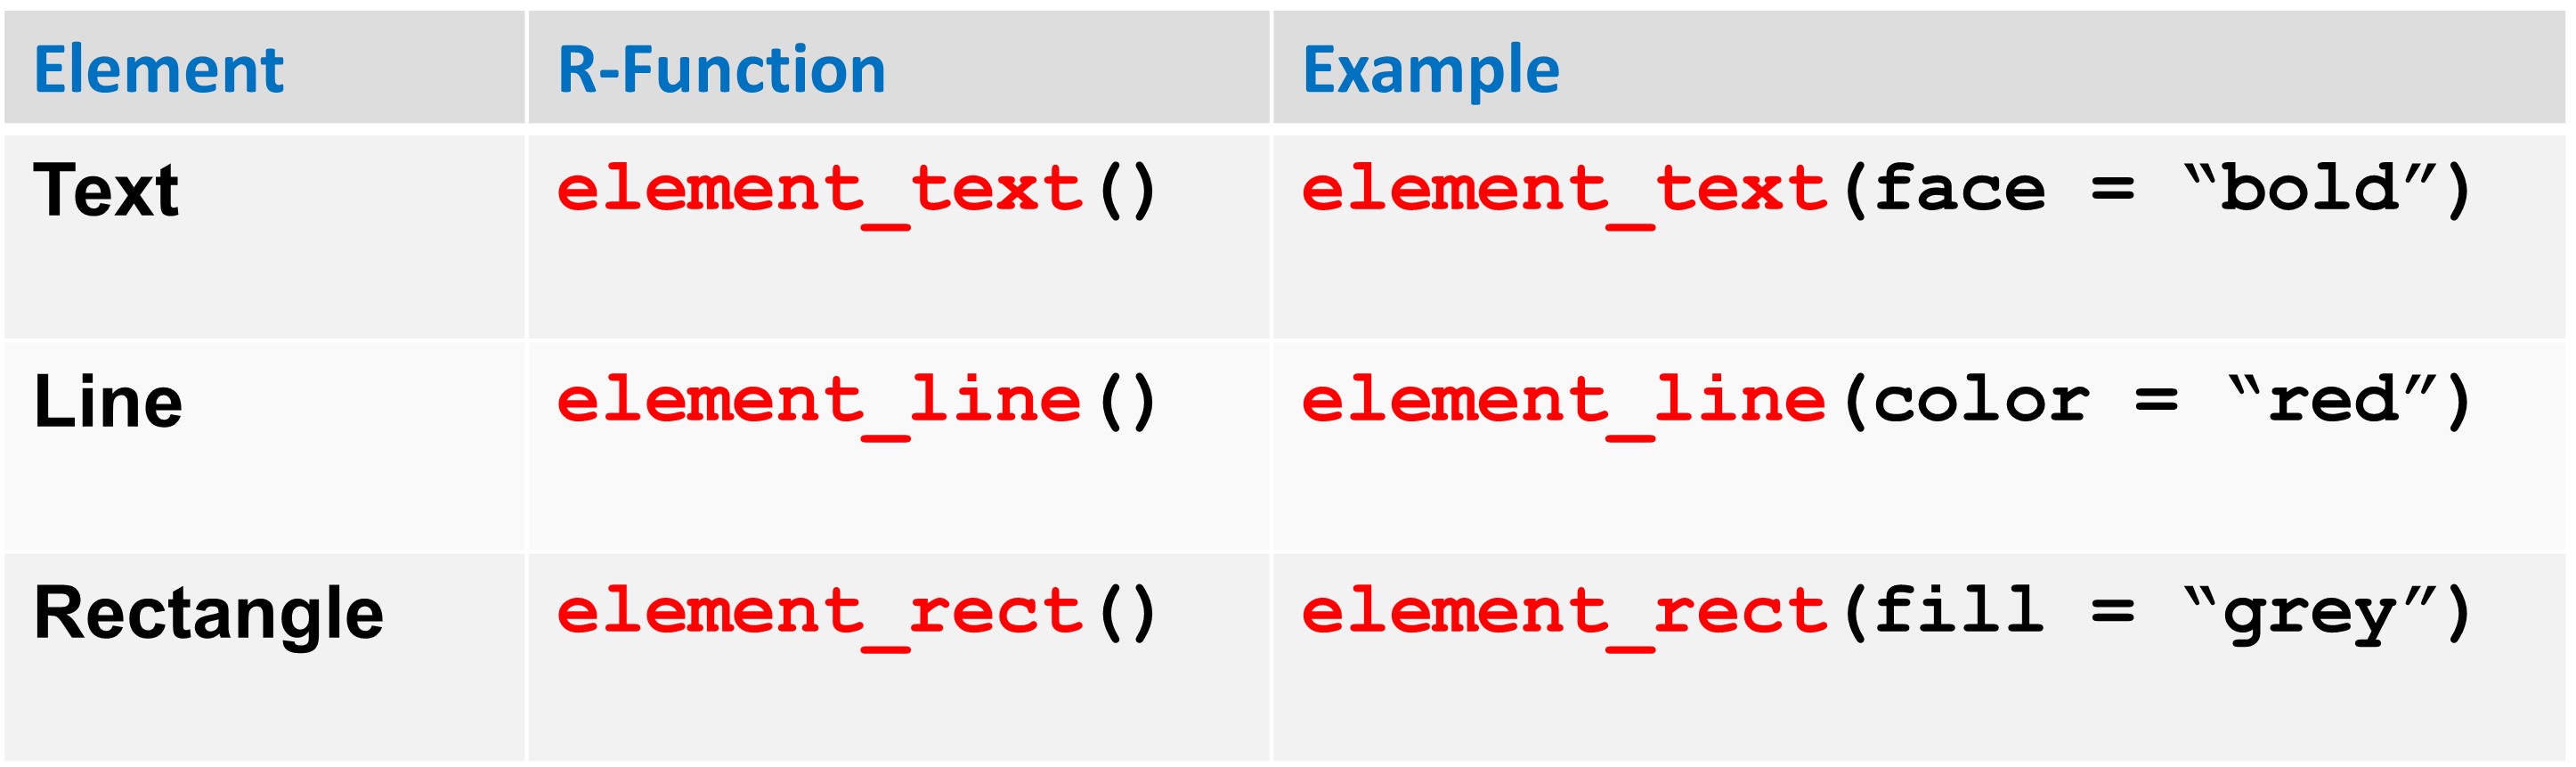 Element R-Function Example
Text element_text() element_text(face = “bold”)
Line element_line() element_line(color = “red”)
Rectangle element_rect() element_rect(fill = “grey”)